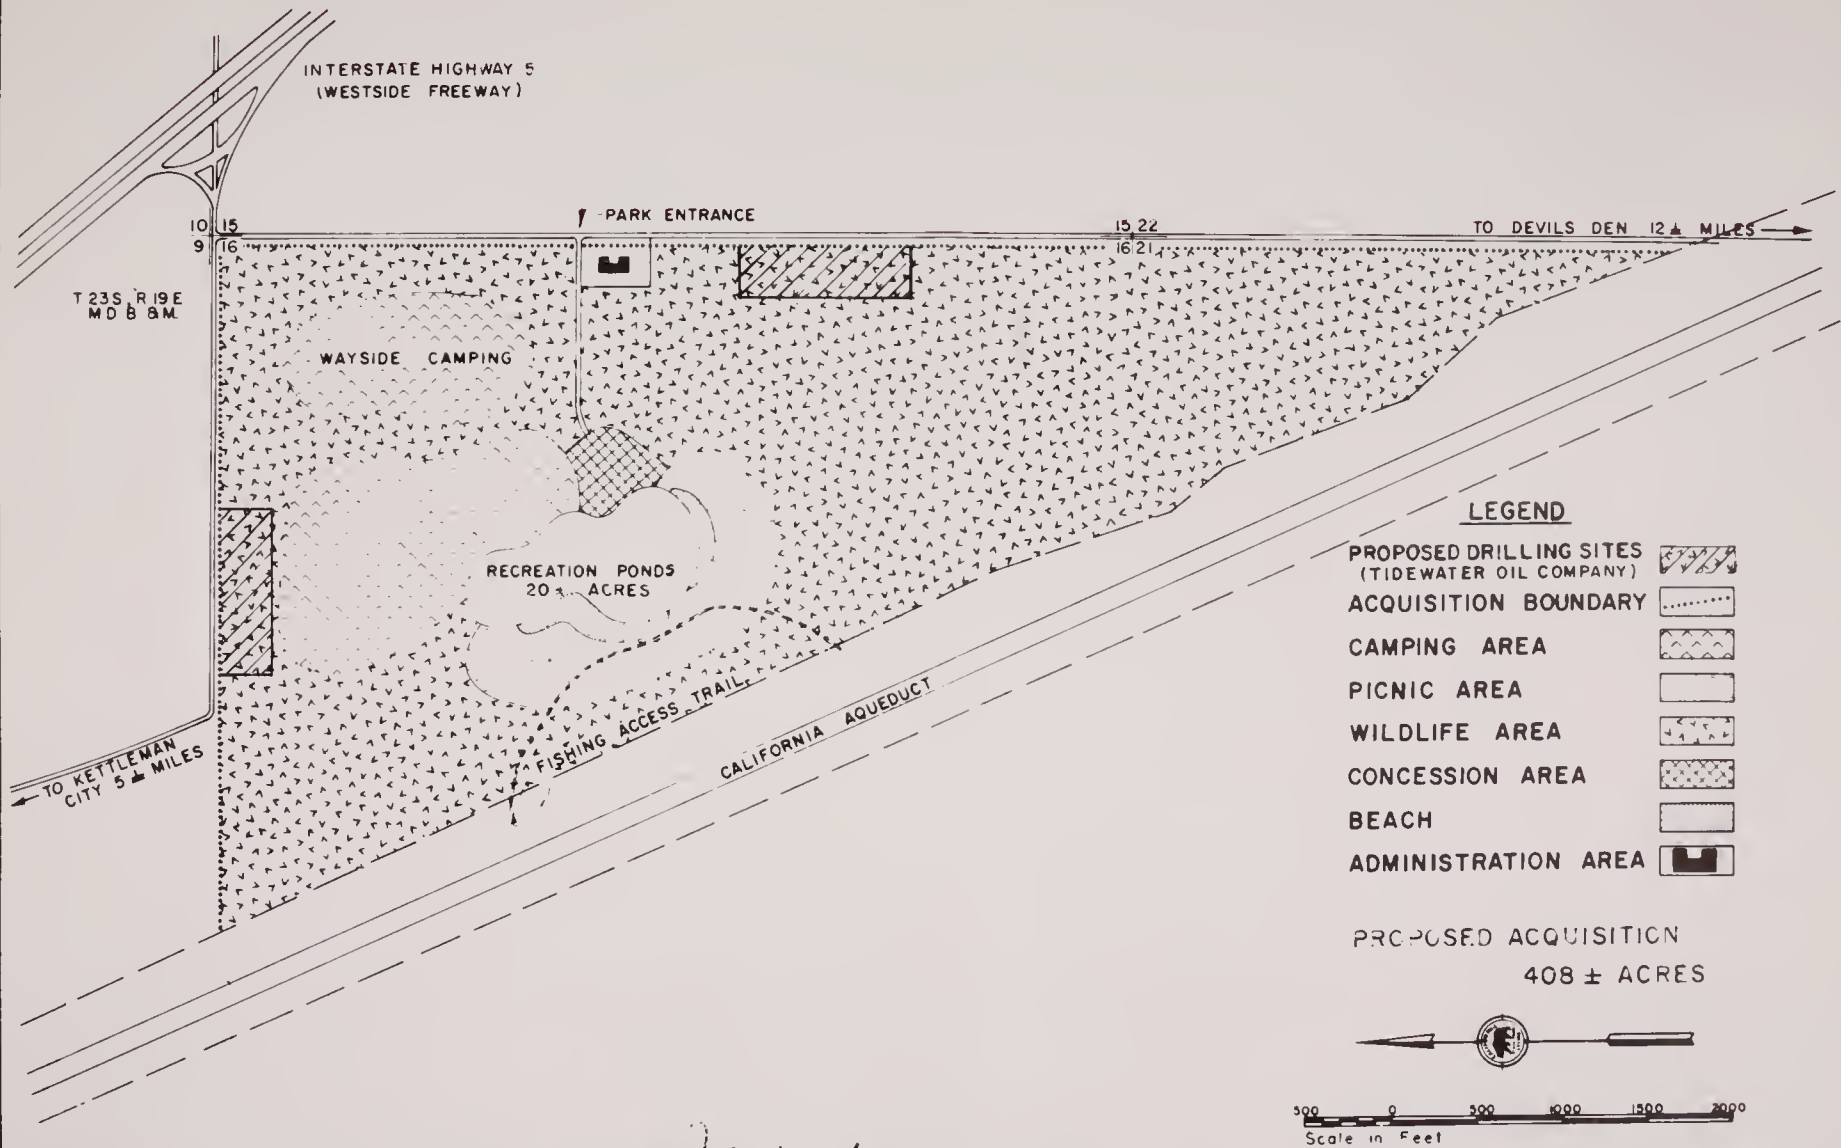 INTERSTATE HIGHWAY 5
(WESTSIDE FREEWAY)
PARK ENTRANCE
10 15
9 16
15 22
16 21
TO DEVILS DEN 12 ± MILES
T 23S, R 19 E
M D B & M
WAYSIDE CAMPING
RECREATION PONDS
20 ± ACRES
FISHING ACCESS TRAIL
CALIFORNIA AQUEDUCT
TO KETTLEMAN
CITY 5 ± MILES
LEGEND
PROPOSED DRILLING SITES
(TIDEWATER OIL COMPANY)
ACQUISITION BOUNDARY
CAMPING AREA
PICNIC AREA
WILDLIFE AREA
CONCESSION AREA
BEACH
ADMINISTRATION AREA
PROPOSED ACQUISITION
408 ± ACRES
500 0 500 1000 1500 2000
Scale in Feet